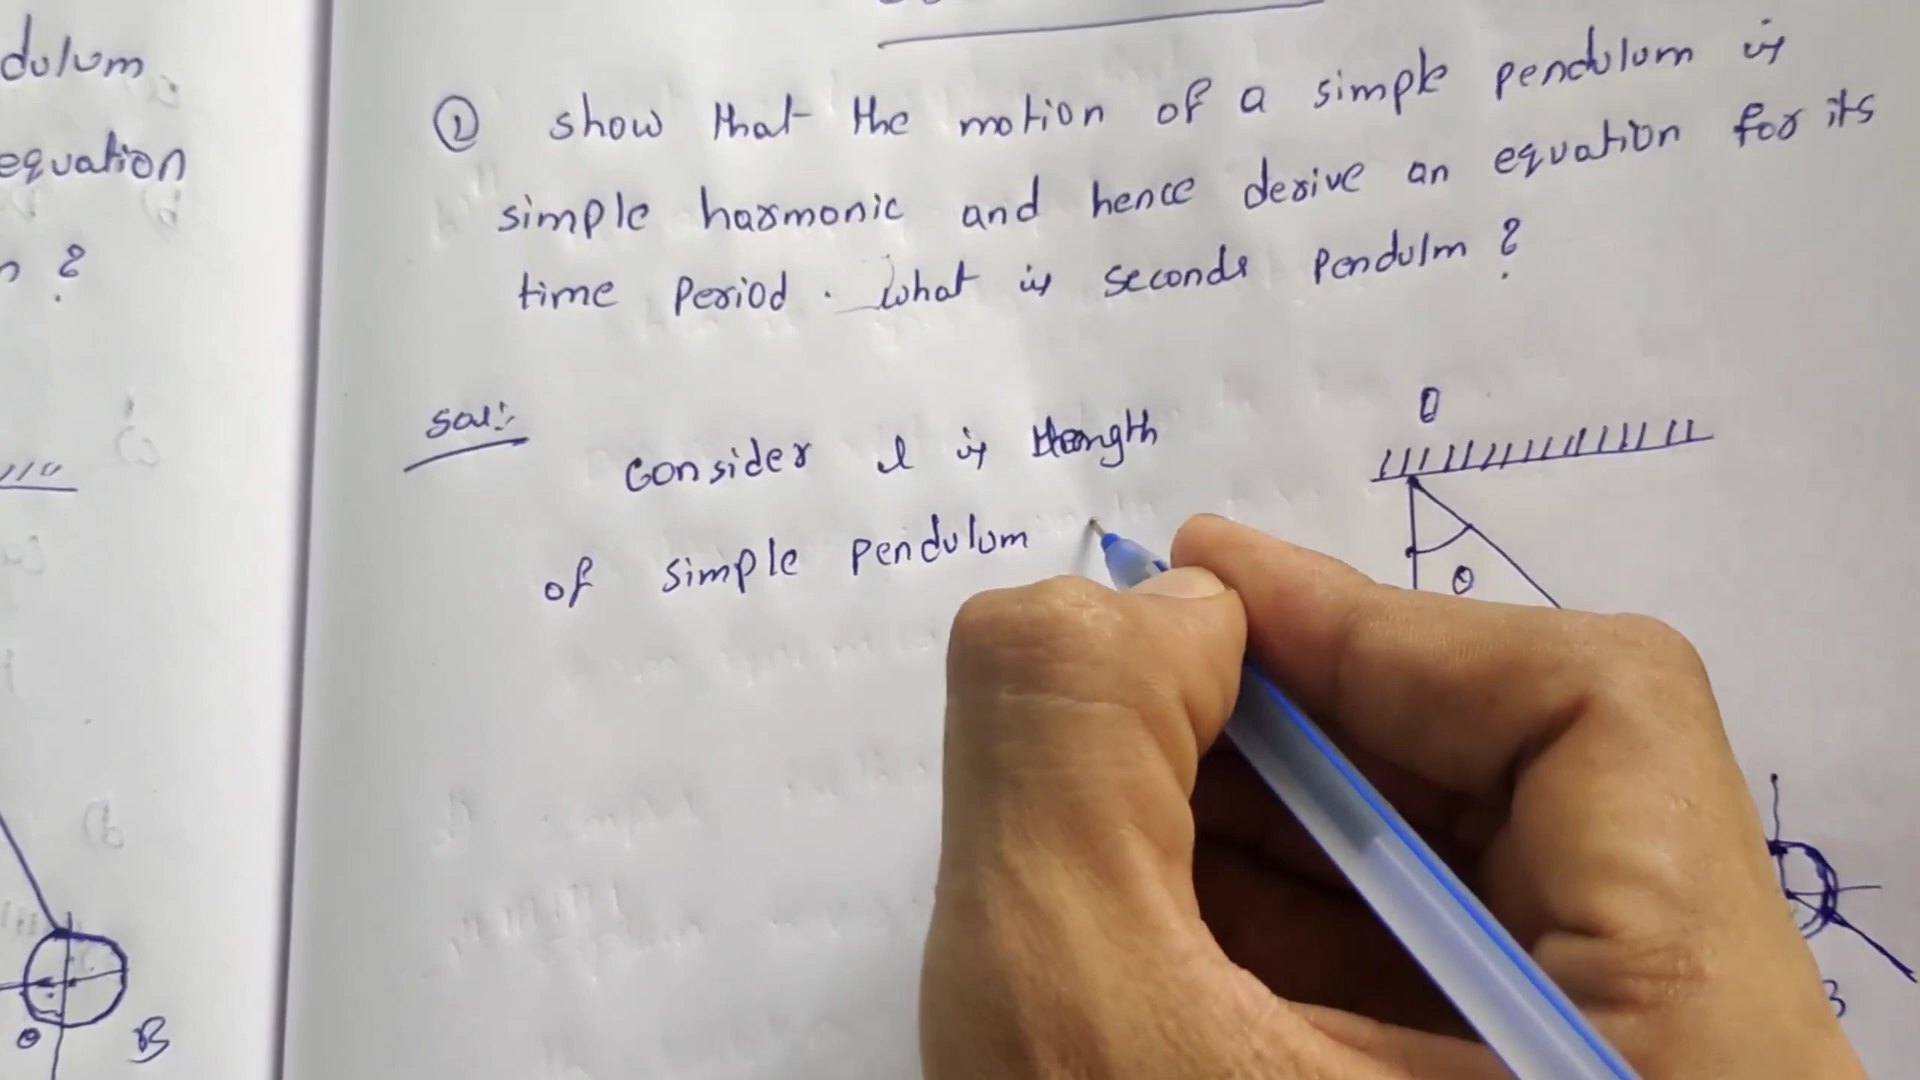 dulum
equation
n ?
① show that the motion of a simple pendulum is
simple harmonic and hence derive an equation for its
time period . what is seconds pendulm ?
Sol:
Consider l is length
of simple pendulum
O
θ
θ B
B